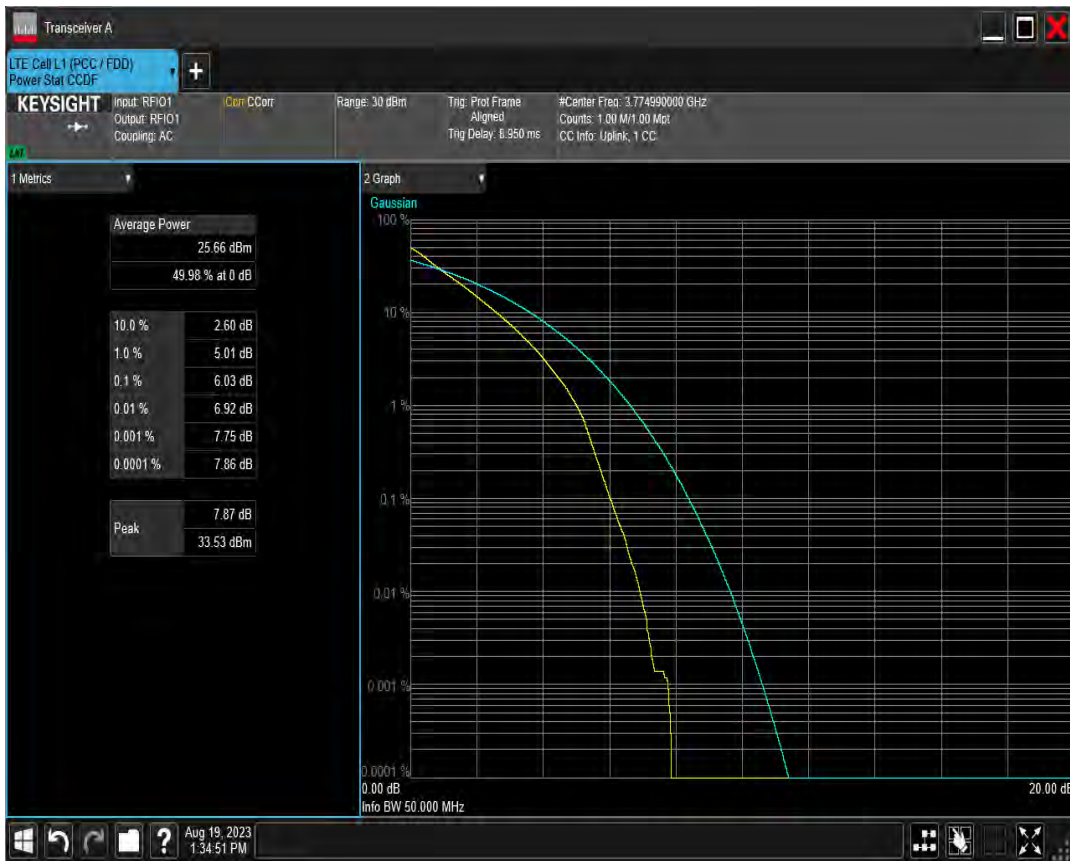 Transceiver A
LTE Cell L1 (PCC / FDD)
Power Stat CCDF
+
KEYSIGHT
Input: RFIO1
Output: RFIO1
Coupling: AC
Corr CCorr
Range: 30 dBm
Trig: Prot Frame
Aligned
Trig Delay: 8.950 ms
#Center Freq: 3.774990000 GHz
Counts: 1.00 M/1.00 Mpt
CC Info: Uplink, 1 CC
LXI
1 Metrics
Average Power
25.66 dBm
49.98 % at 0 dB
10.0 % 2.60 dB
1.0 % 5.01 dB
0.1 % 6.03 dB
0.01 % 6.92 dB
0.001 % 7.75 dB
0.0001 % 7.86 dB
Peak
7.87 dB
33.53 dBm
2 Graph
Gaussian
100 %
10 %
1 %
0.1 %
0.01 %
0.001 %
0.0001 %
0.00 dB
20.00 dB
Info BW 50.000 MHz
?
Aug 19, 2023
1:34:51 PM